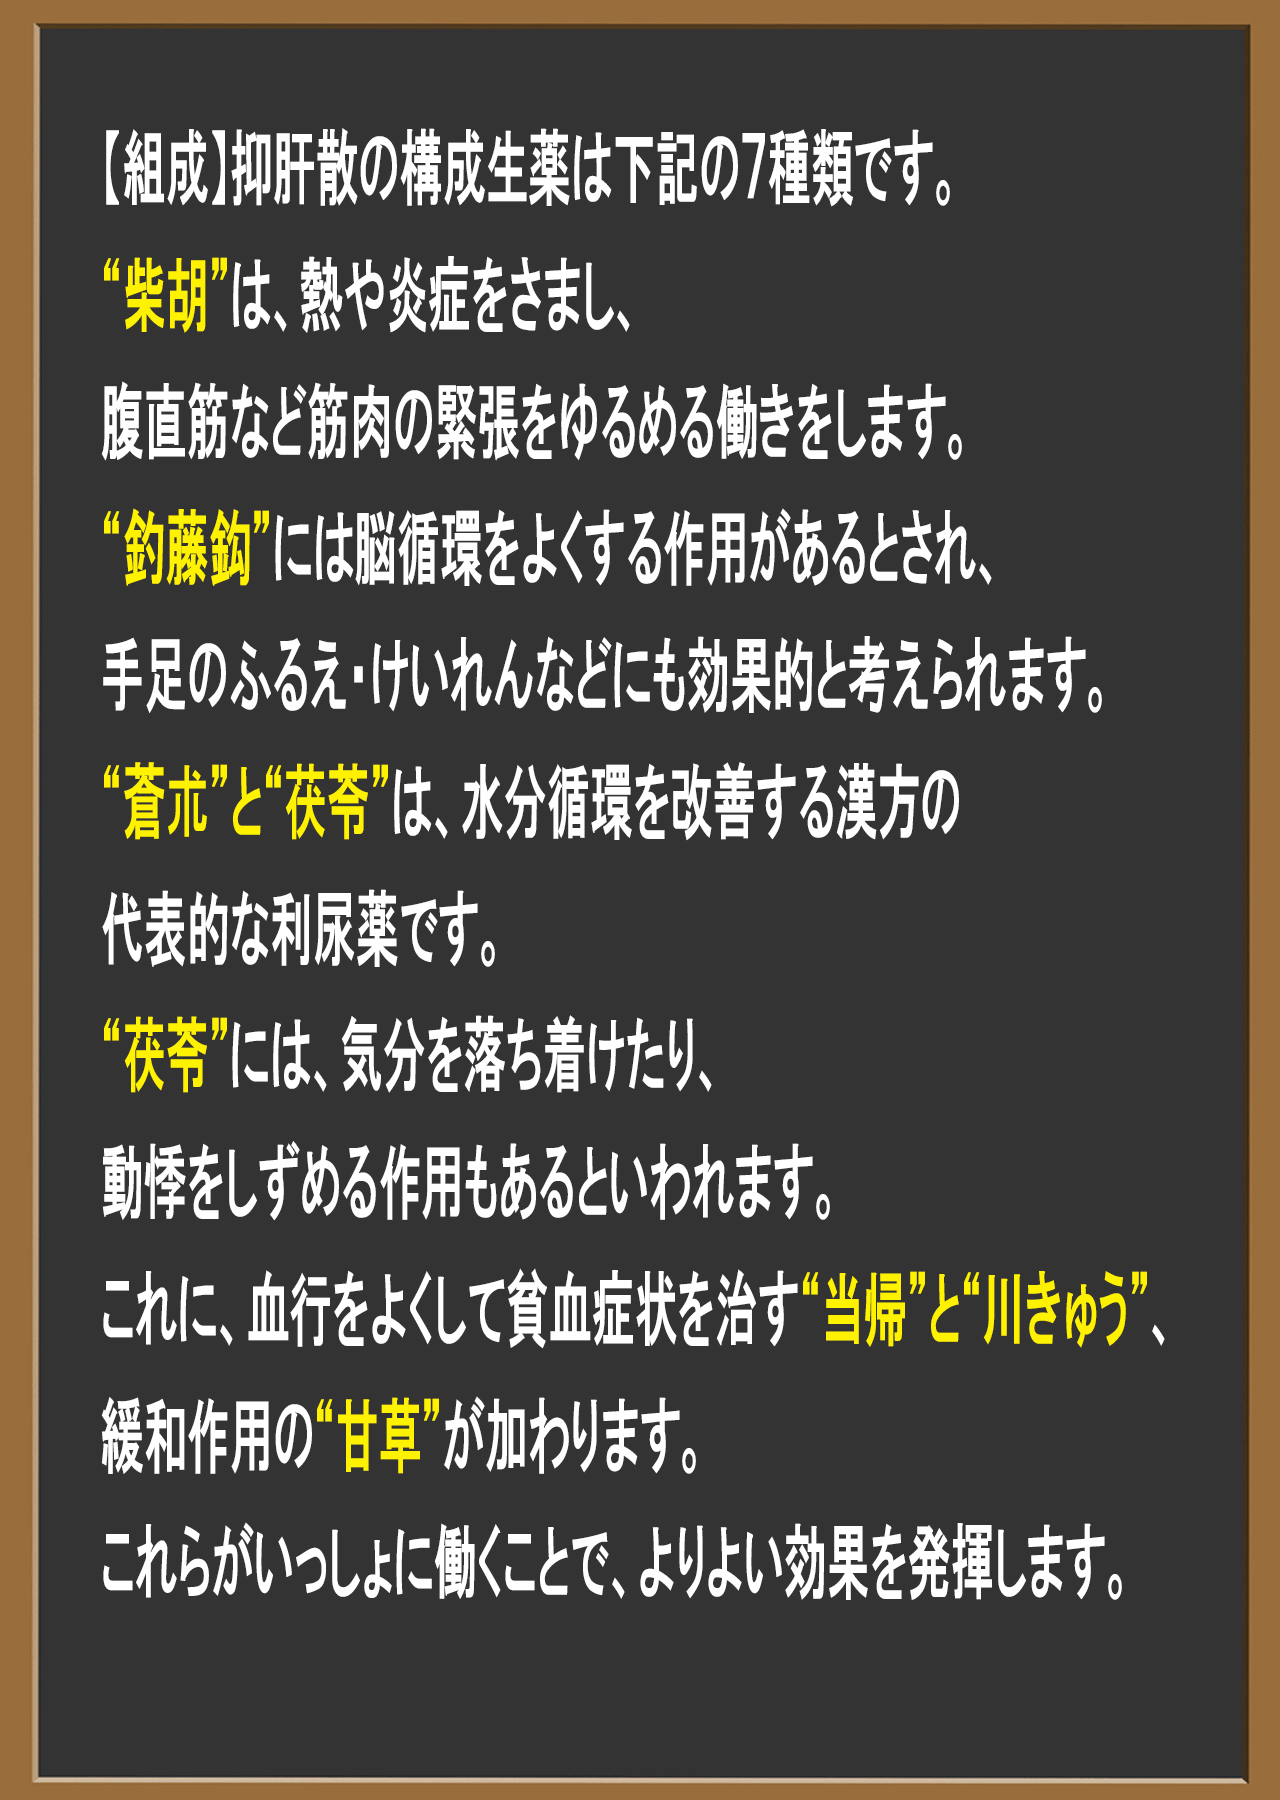 【組成】抑肝散の構成生薬は下記の7種類です。
“柴胡”は、熱や炎症をさまし、
腹直筋など筋肉の緊張をゆるめる働きをします。
“釣藤鈎”には脳循環をよくする作用があるとされ、
手足のふるえ・けいれんなどにも効果的と考えられます。
“蒼朮”と“茯苓”は、水分循環を改善する漢方の
代表的な利尿薬です。
“茯苓”には、気分を落ち着けたり、
動悸をしずめる作用もあるといわれます。
これに、血行をよくして貧血症状を治す“当帰”と“川きゅう”、
緩和作用の“甘草”が加わります。
これらがいっしょに働くことで、よりよい効果を発揮します。